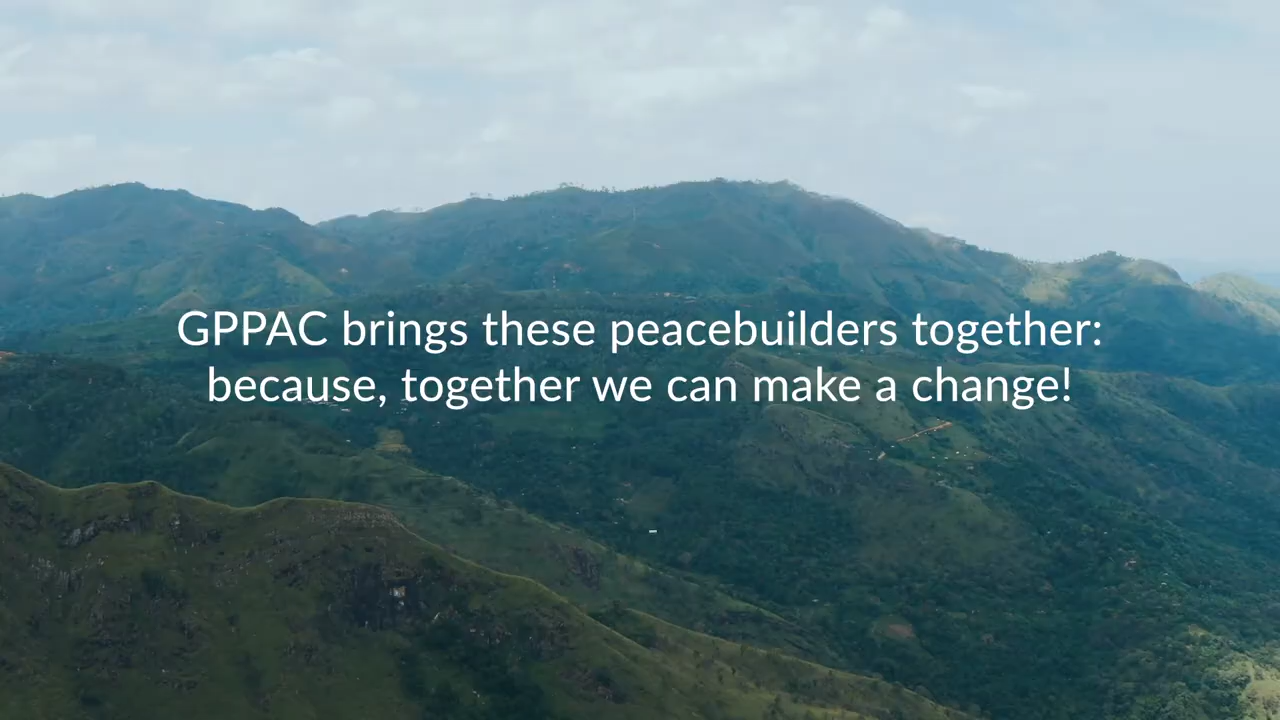 GPPAC brings these peacebuilders together:
because, together we can make a change!